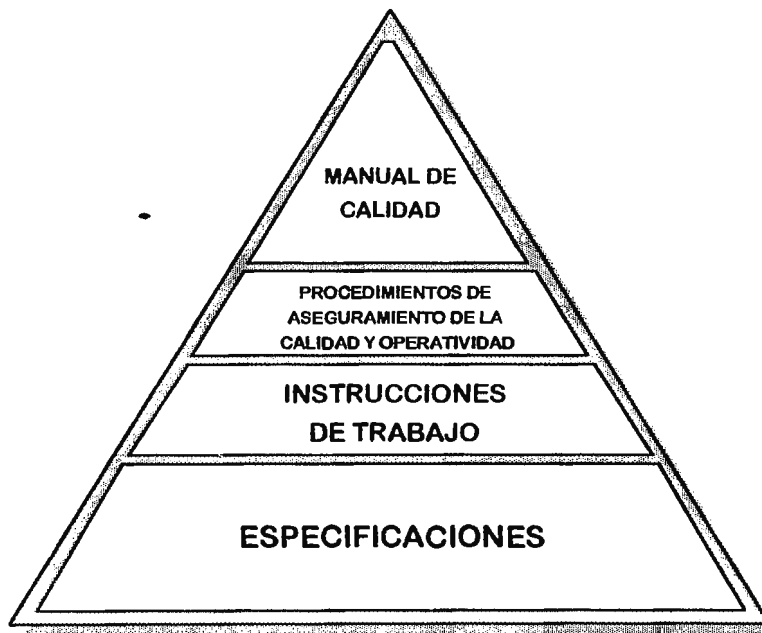 MANUAL DE
CALIDAD
PROCEDIMIENTOS DE
ASEGURAMIENTO DE LA
CALIDAD Y OPERATIVIDAD
INSTRUCCIONES
DE TRABAJO
ESPECIFICACIONES